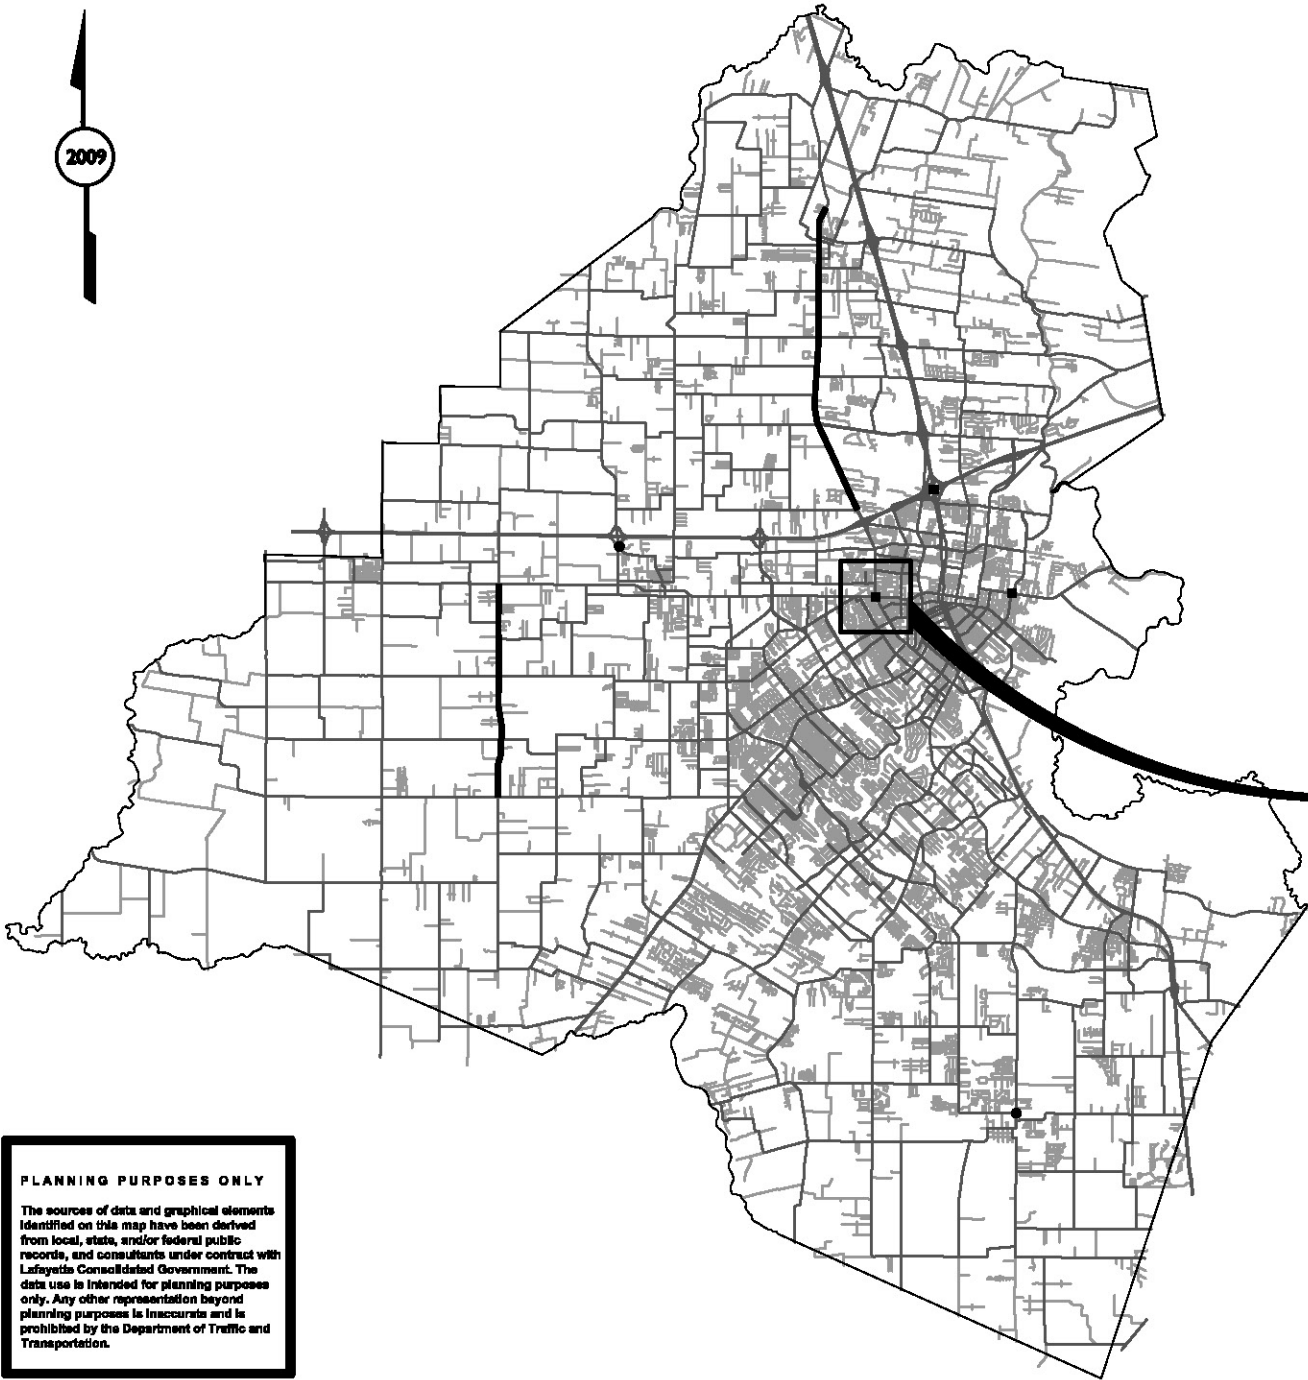 2009
PLANNING PURPOSES ONLY
The sources of data and graphical elements
identified on this map have been derived
from local, state, and/or federal public
records, and consultants under contract with
Lafayette Consolidated Government. The
data use is intended for planning purposes
only. Any other representation beyond
planning purposes is inaccurate and is
prohibited by the Department of Traffic and
Transportation.